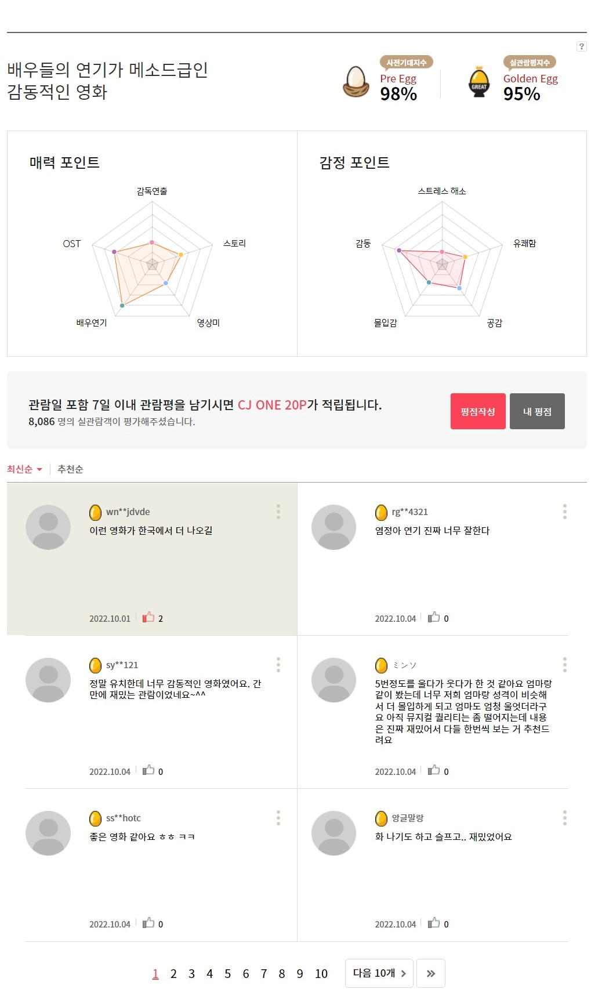 ?
배우들의 연기가 메소드급인
감동적인 영화
사전기대지수
Pre Egg
98%
실관람평지수
Golden Egg
95%
GREAT
매력 포인트
감독연출
OST
스토리
배우연기
영상미
감정 포인트
스트레스 해소
감동
유쾌함
몰입감
공감
관람일 포함 7일 이내 관람평을 남기시면 CJ ONE 20P가 적립됩니다.
8,086 명의 실관람객이 평가해주셨습니다.
평점작성
내 평점
최신순
추천순
wn**jdvde
이런 영화가 한국에서 더 나오길
2022.10.01
2
rg**4321
염정아 연기 진짜 너무 잘한다
2022.10.04
0
sy**121
정말 유치한데 너무 감동적인 영화였어요. 간
만에 재밌는 관람이었네요~^^
2022.10.04
0
ミンソ
5번정도를 울다가 웃다가 한 것 같아요 엄마랑
같이 봤는데 너무 저희 엄마랑 성격이 비슷해
서 더 몰입하게 되고 엄마도 엄청 울엇더라구
요 아직 뮤지컬 퀄리티는 좀 떨어지는데 내용
은 진짜 재밌어서 다들 한번씩 보는 거 추천드
려요
2022.10.04
0
ss**hotc
좋은 영화 같아요 ㅎㅎ ㅋㅋ
2022.10.04
0
앙글말랑
화 나기도 하고 슬프고.. 재밌었어요
2022.10.04
0
1 2 3 4 5 6 7 8 9 10 다음 10개